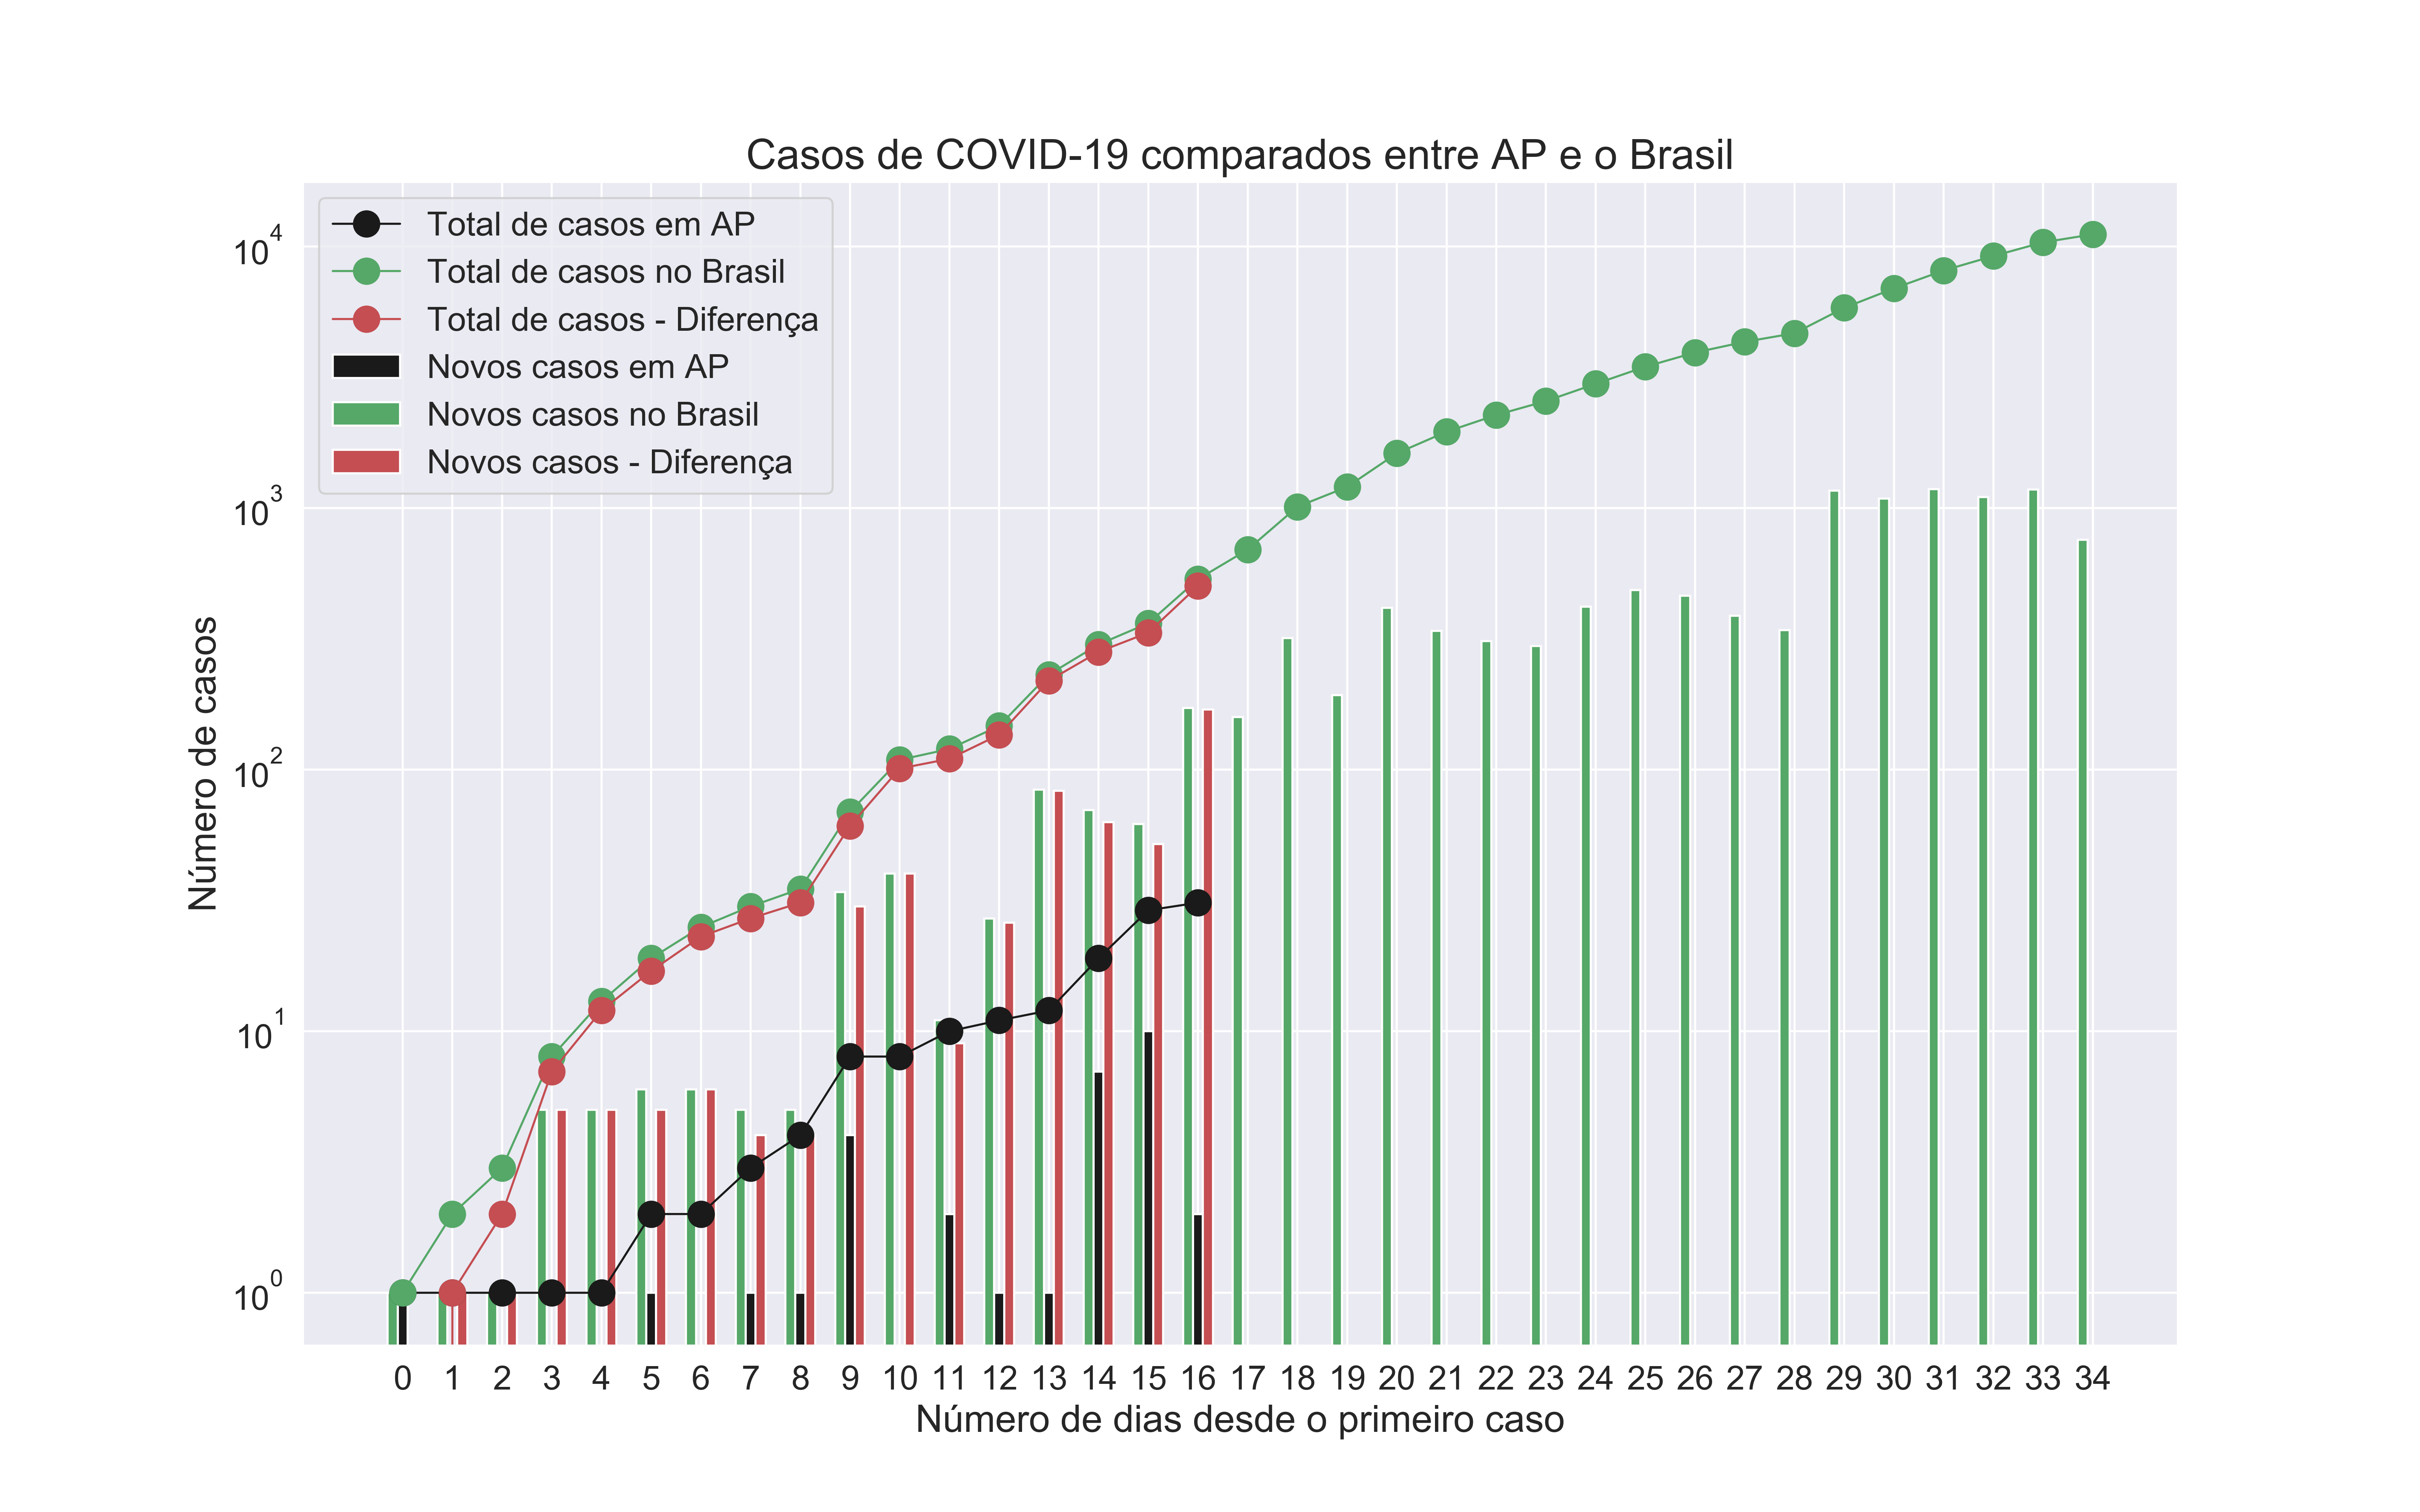 Casos de COVID-19 comparados entre AP e o Brasil
Total de casos em AP
Total de casos no Brasil
Total de casos - Diferença
Novos casos em AP
Novos casos no Brasil
Novos casos - Diferença
Número de casos
10^4
10^3
10^2
10^1
10^0
0 1 2 3 4 5 6 7 8 9 10 11 12 13 14 15 16 17 18 19 20 21 22 23 24 25 26 27 28 29 30 31 32 33 34
Número de dias desde o primeiro caso